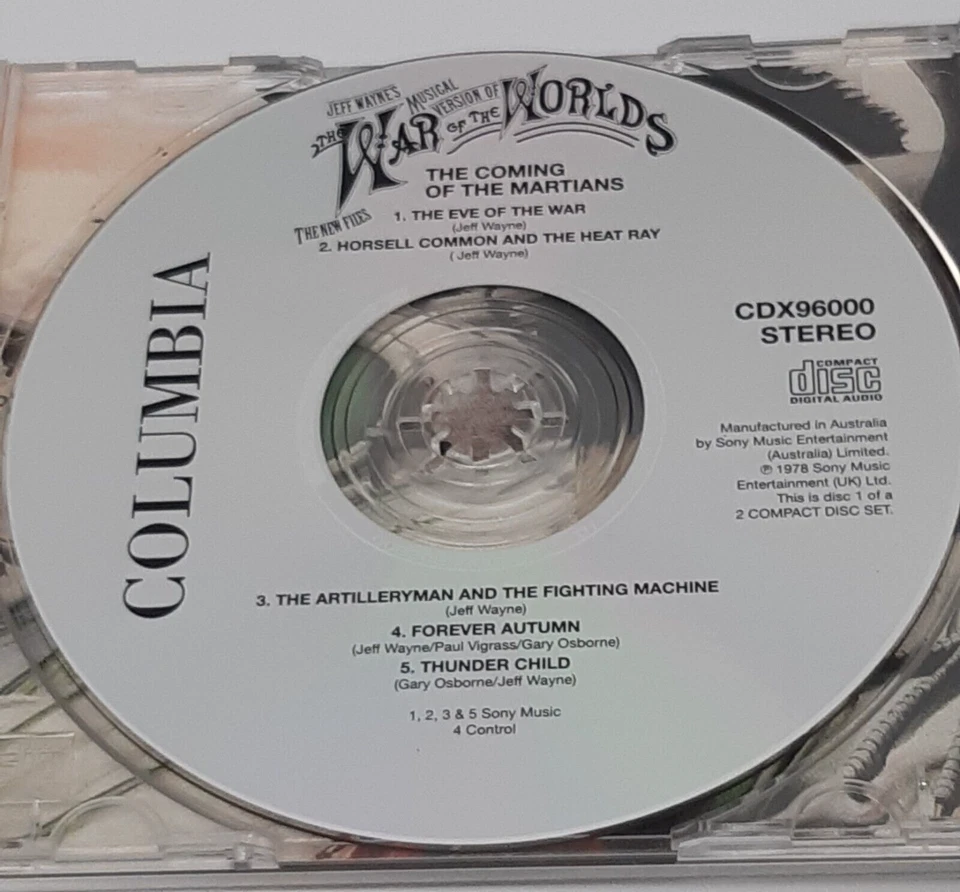 JEFF WAYNE'S MUSICAL VERSION OF
THE WAR OF THE WORLDS
THE COMING
OF THE MARTIANS
THE NEW FILES
1. THE EVE OF THE WAR
(Jeff Wayne)
2. HORSELL COMMON AND THE HEAT RAY
( Jeff Wayne)
COLUMBIA
CDX96000
STEREO
COMPACT
disc
DIGITAL AUDIO
Manufactured in Australia
by Sony Music Entertainment
(Australia) Limited.
℗ 1978 Sony Music
Entertainment (UK) Ltd.
This is disc 1 of a
2 COMPACT DISC SET.
3. THE ARTILLERYMAN AND THE FIGHTING MACHINE
(Jeff Wayne)
4. FOREVER AUTUMN
(Jeff Wayne/Paul Vigrass/Gary Osborne)
5. THUNDER CHILD
(Gary Osborne/Jeff Wayne)
1, 2, 3 & 5 Sony Music
4 Control